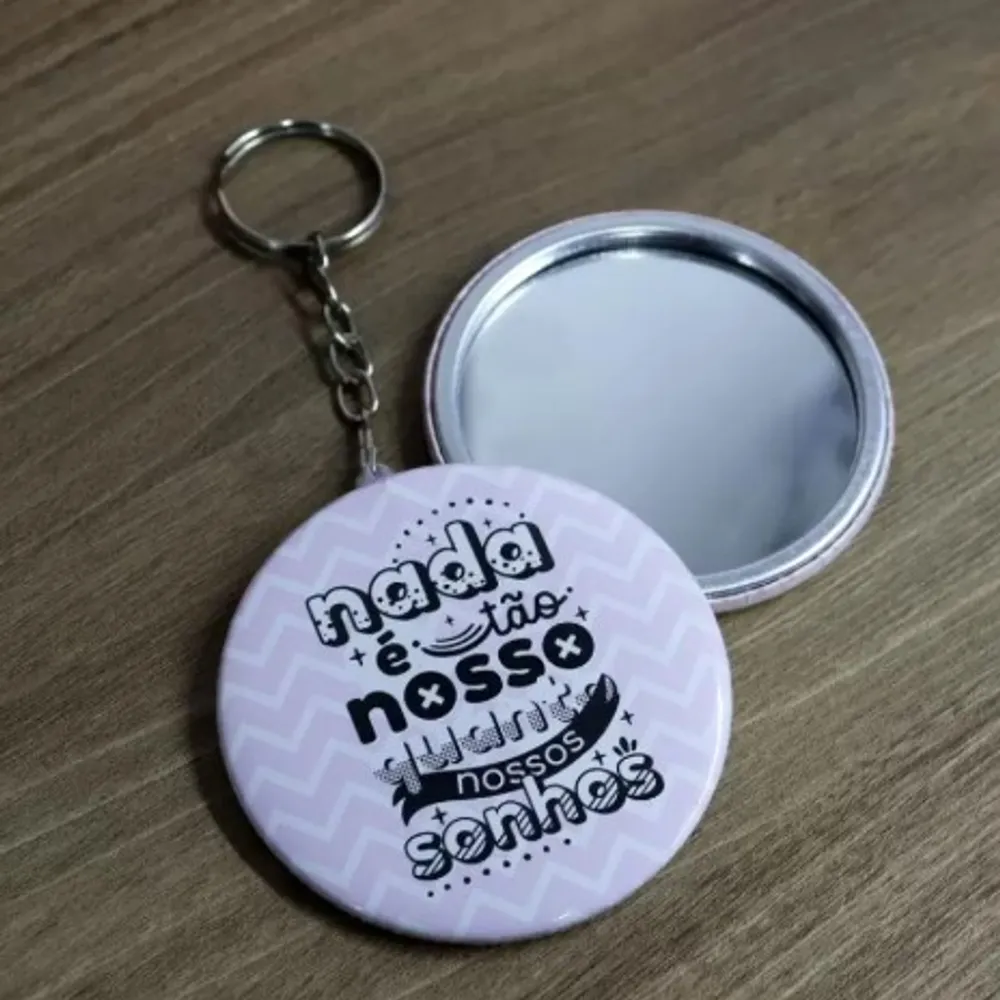 nada
é tão
nosso
quanto
nossos
sonhos